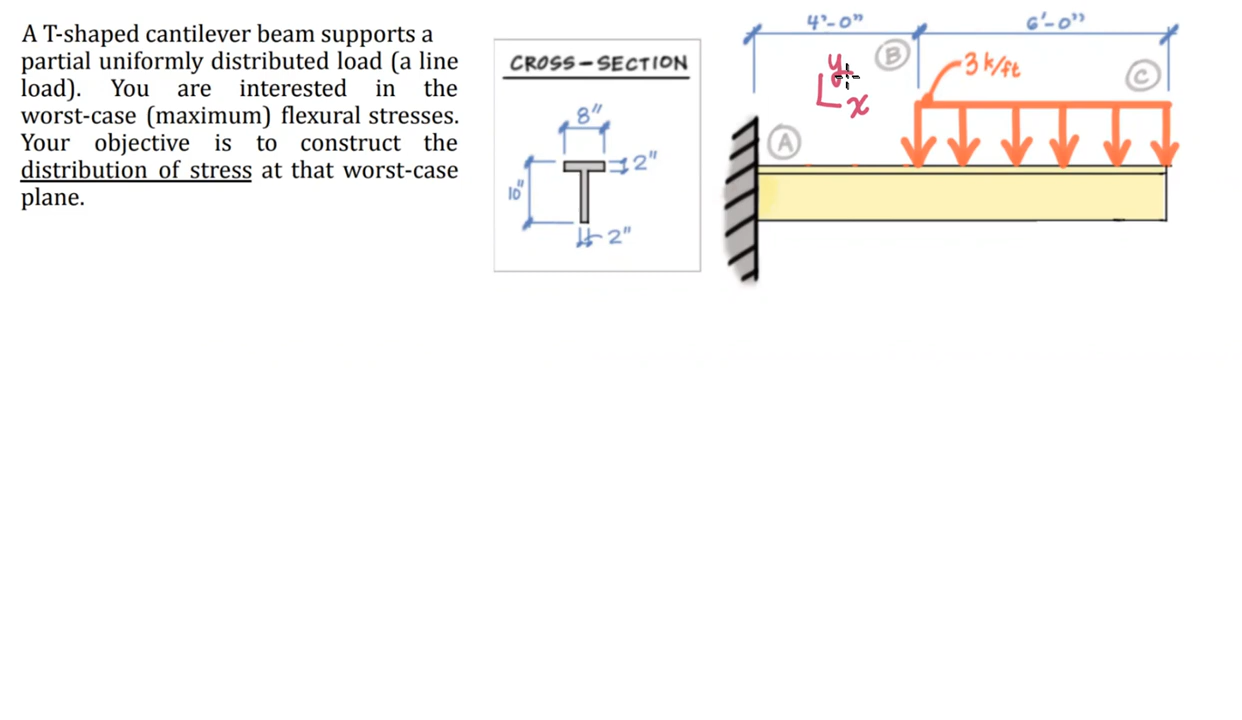 A T-shaped cantilever beam supports a
partial uniformly distributed load (a line
load). You are interested in the
worst-case (maximum) flexural stresses.
Your objective is to construct the
distribution of stress at that worst-case
plane.
CROSS-SECTION
8"
2"
10"
2"
4'-0"
6'-0"
y
x
A
B
3 k/ft
C